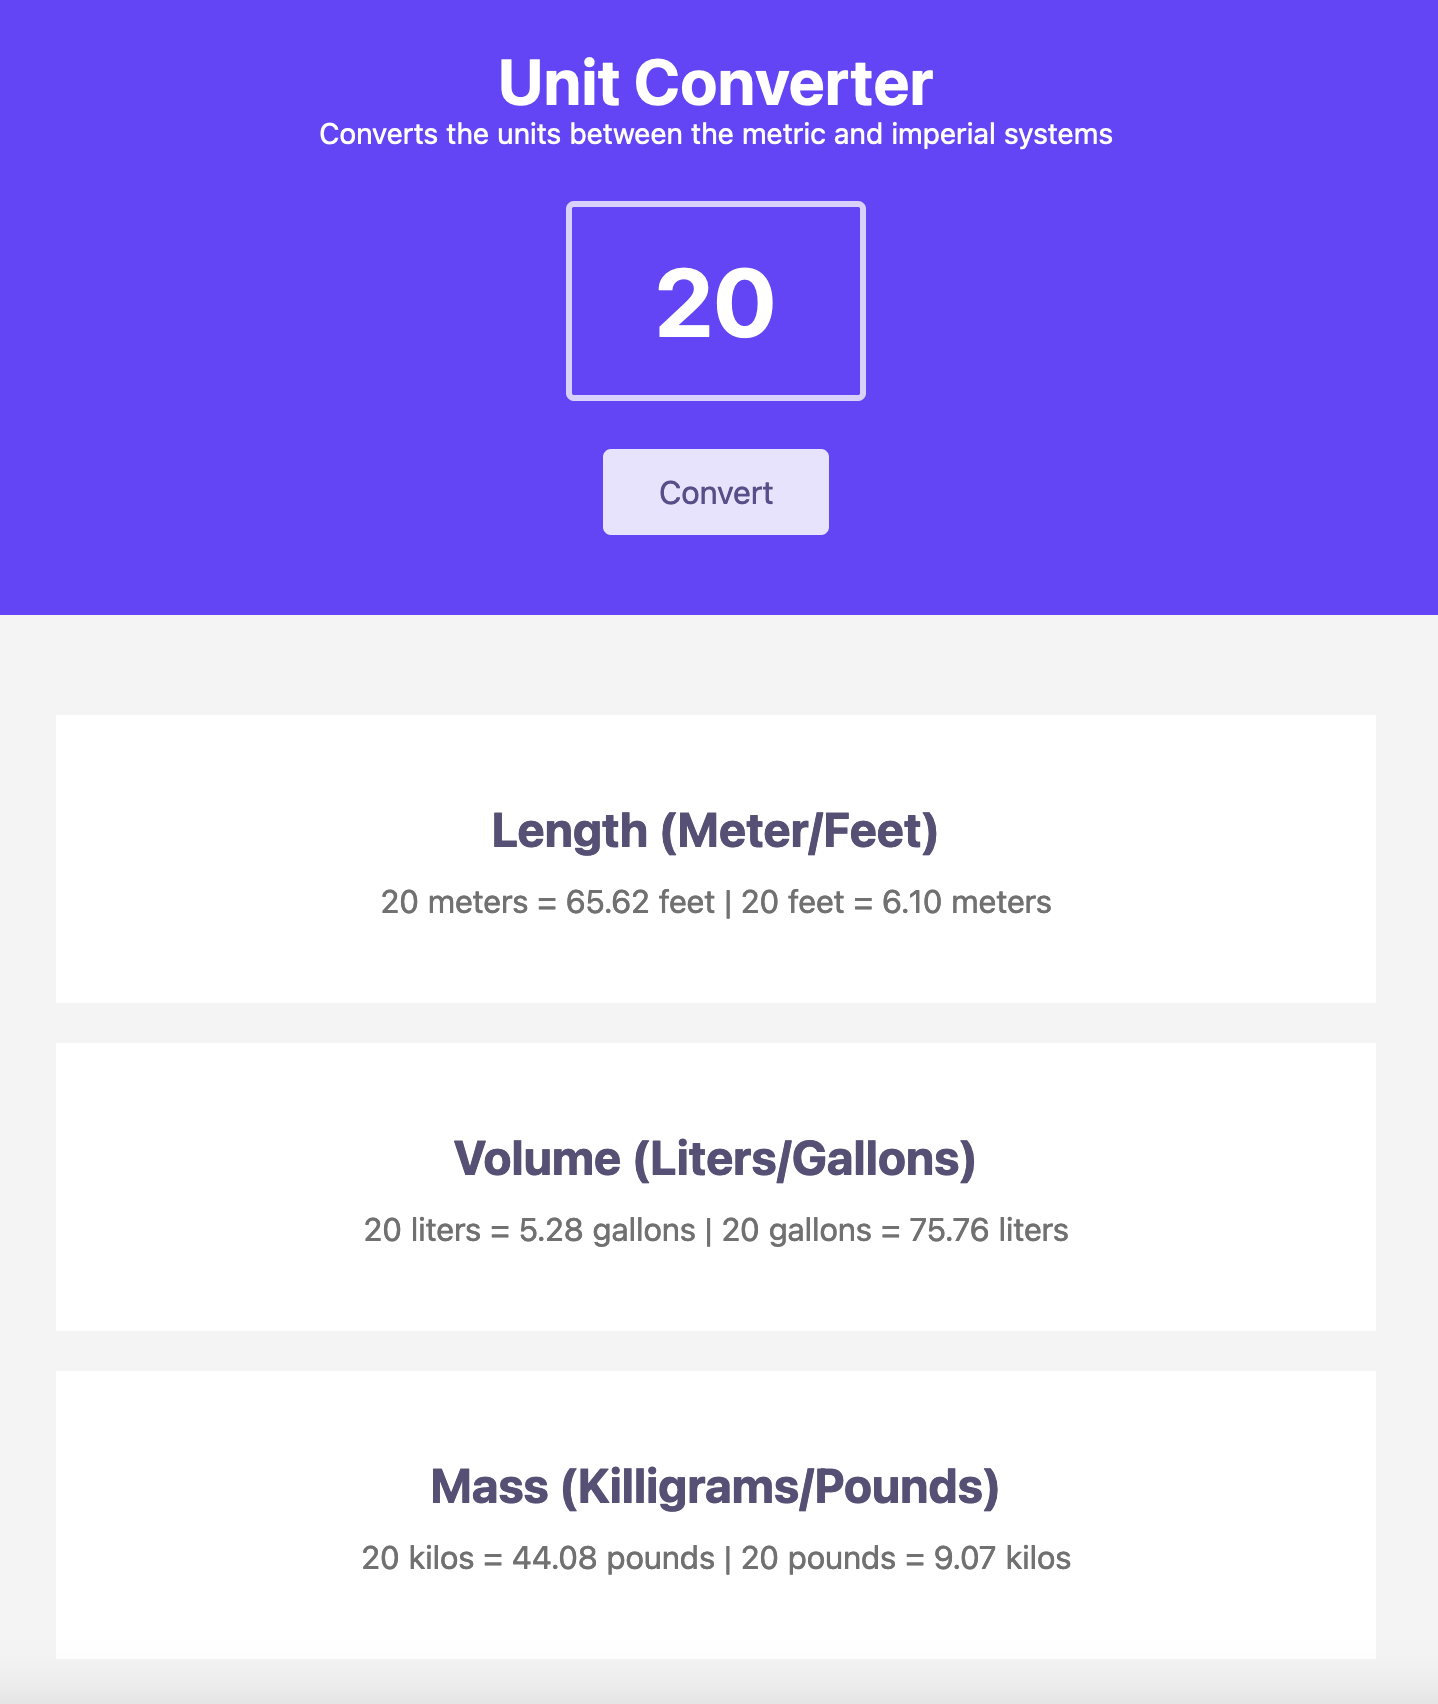 Unit Converter
Converts the units between the metric and imperial systems
20
Convert
Length (Meter/Feet)
20 meters = 65.62 feet | 20 feet = 6.10 meters
Volume (Liters/Gallons)
20 liters = 5.28 gallons | 20 gallons = 75.76 liters
Mass (Killigrams/Pounds)
20 kilos = 44.08 pounds | 20 pounds = 9.07 kilos